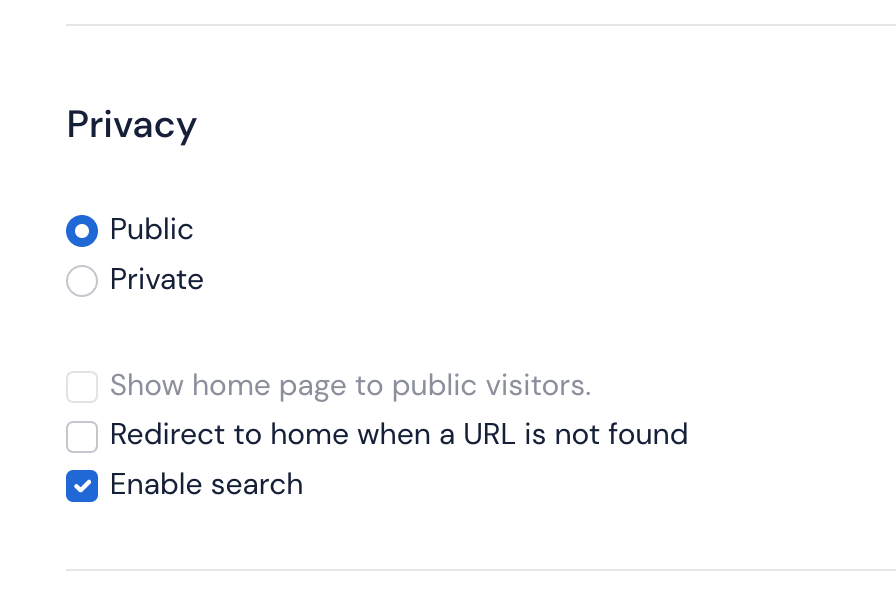 Privacy
Public
Private
Show home page to public visitors.
Redirect to home when a URL is not found
Enable search